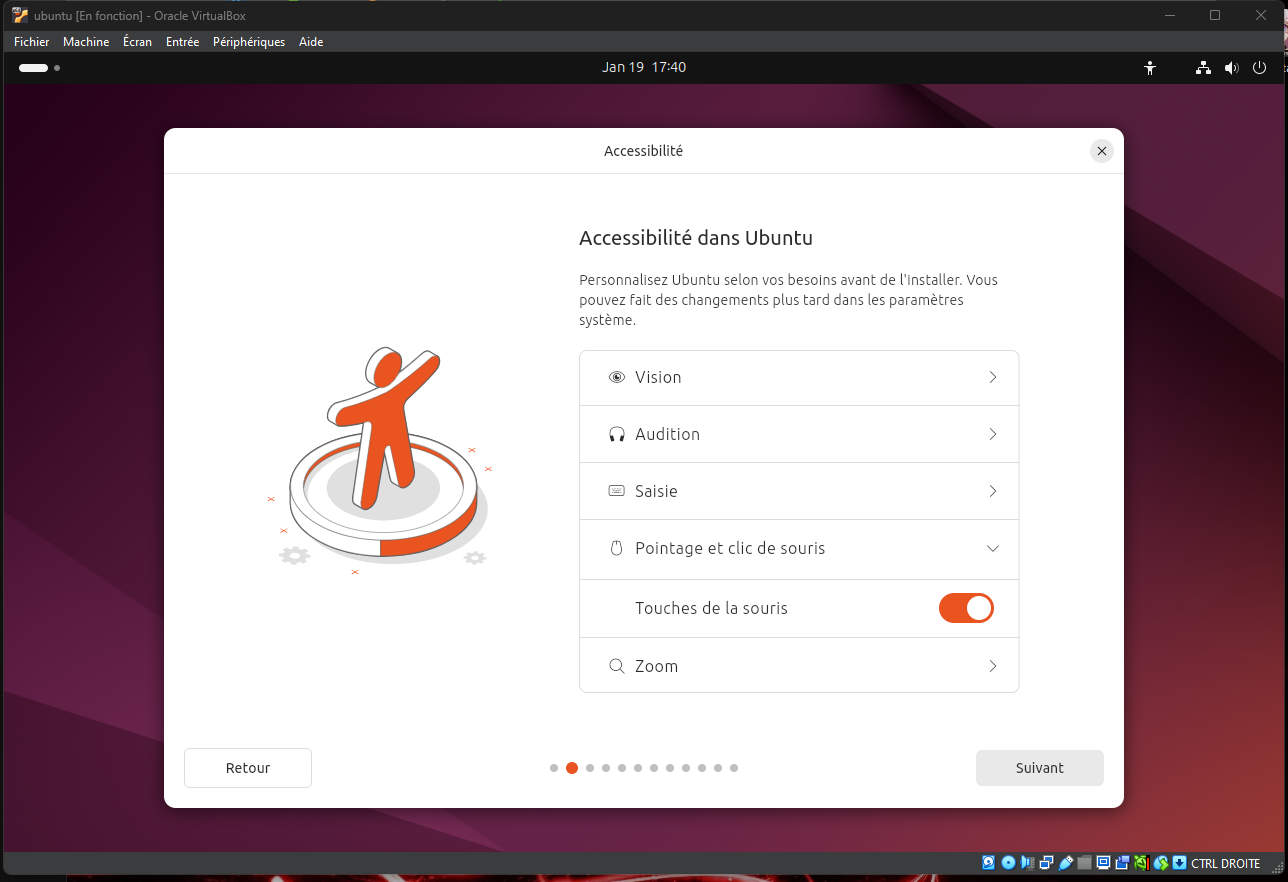 ubuntu [En fonction] - Oracle VirtualBox
Fichier Machine Écran Entrée Périphériques Aide
Jan 19 17:40
Accessibilité
Accessibilité dans Ubuntu
Personnalisez Ubuntu selon vos besoins avant de l'installer. Vous
pouvez fait des changements plus tard dans les paramètres
système.
Vision
Audition
Saisie
Pointage et clic de souris
Touches de la souris
Zoom
Retour
Suivant
CTRL DROITE